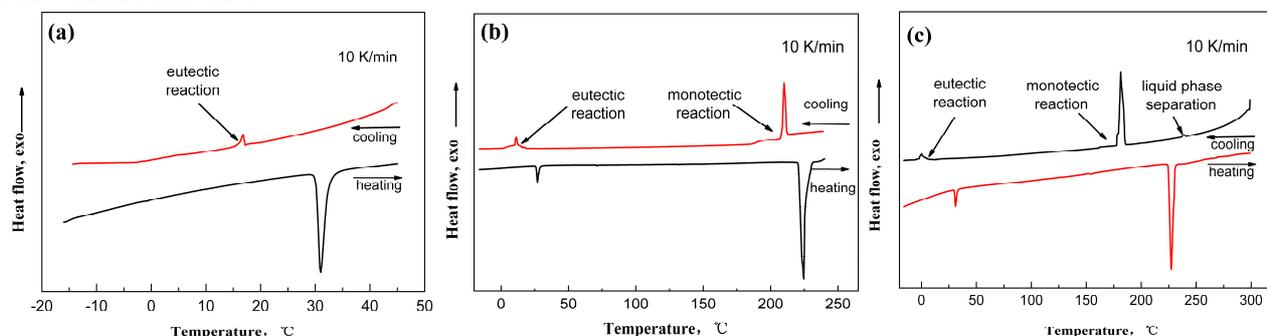 (a)
10 K/min
eutectic
reaction
cooling
heating
Heat flow, exo
-20 -10 0 10 20 30 40 50
Temperature, ℃
(b)
10 K/min
eutectic
reaction
monotectic
reaction
cooling
heating
Heat flow, exo
0 50 100 150 200 250
Temperature, ℃
(c)
10 K/min
eutectic
reaction
monotectic
reaction
liquid phase
separation
cooling
heating
Heat flow, exo
0 50 100 150 200 250 300
Temperature, ℃